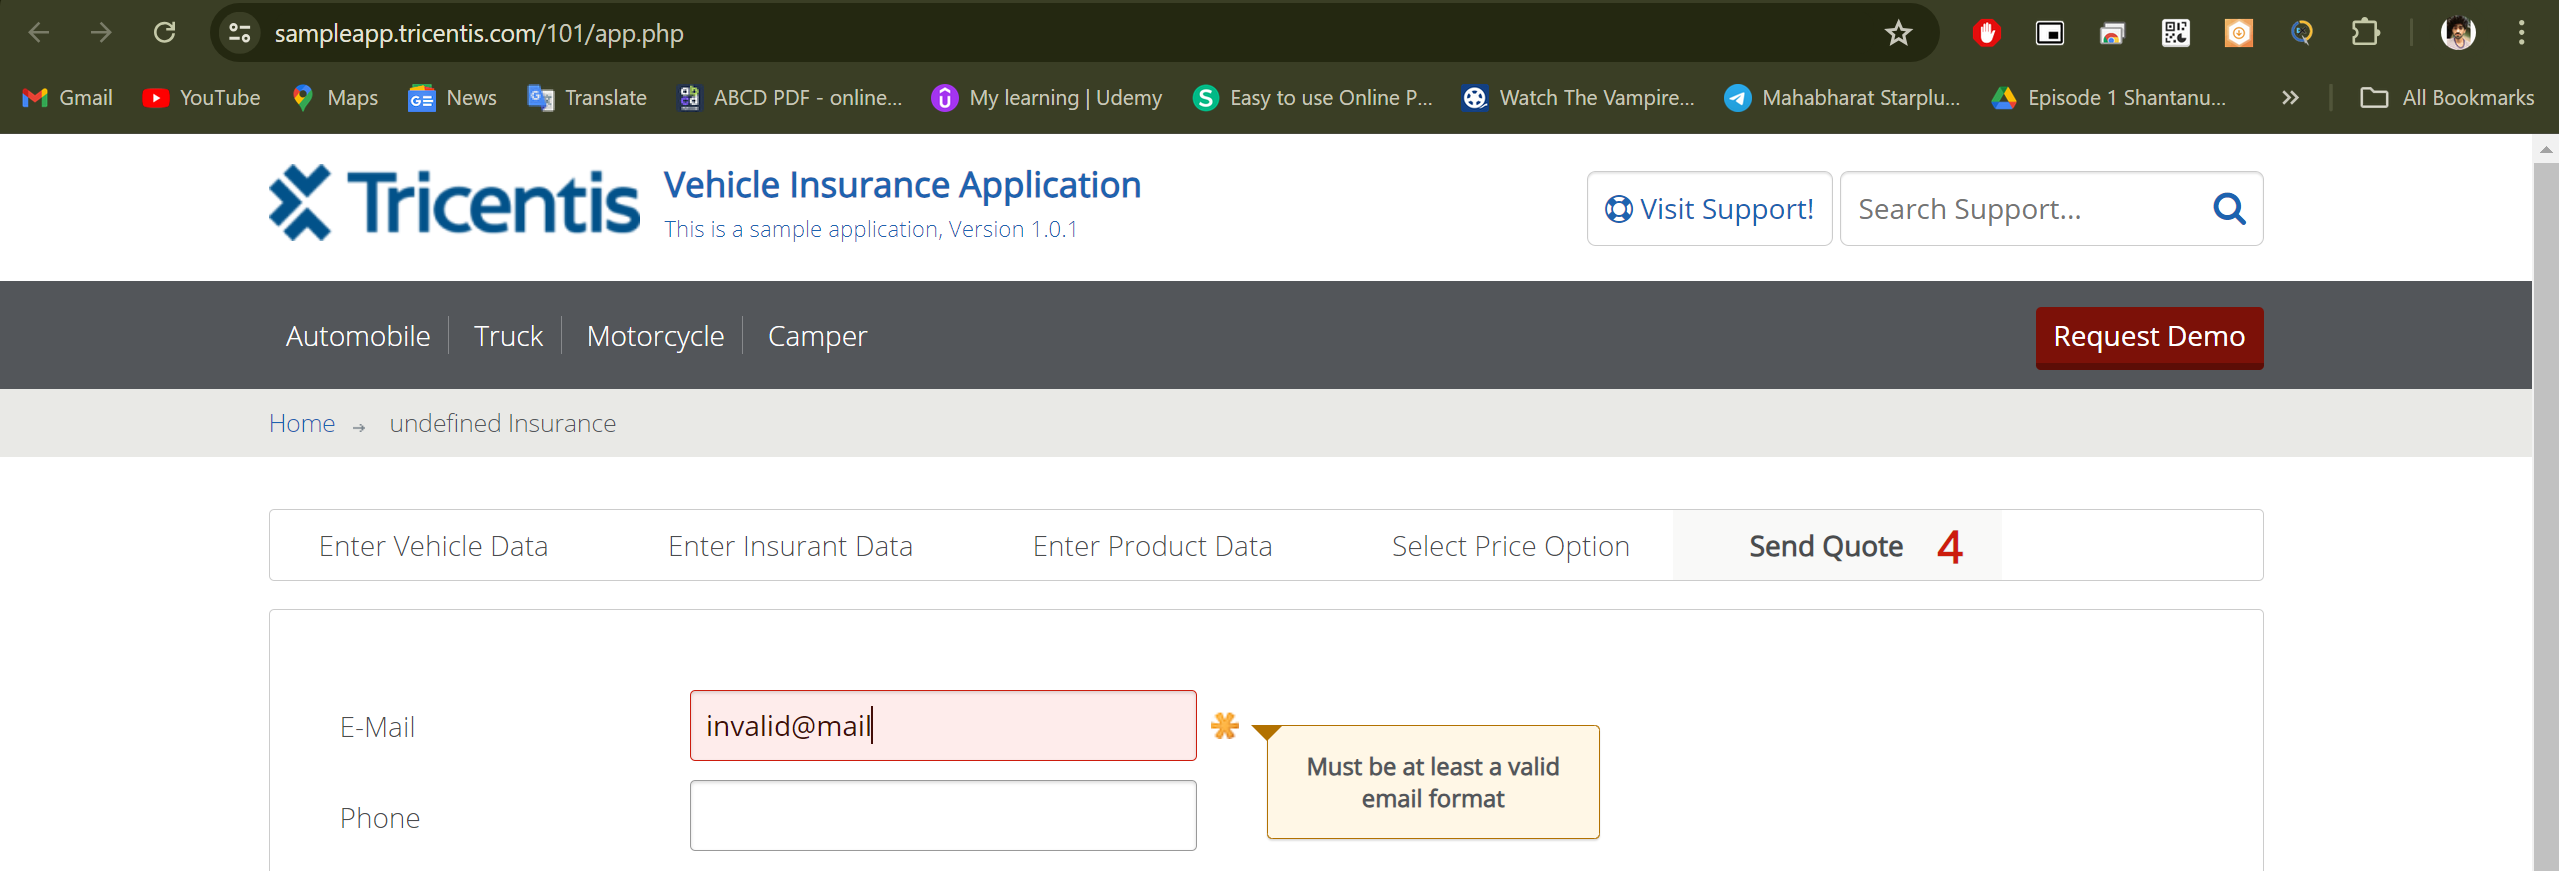 sampleapp.tricentis.com/101/app.php
Gmail YouTube Maps News Translate ABCD PDF - online... My learning | Udemy Easy to use Online P... Watch The Vampire... Mahabharat Starplu... Episode 1 Shantanu... » All Bookmarks
Tricentis Vehicle Insurance Application
This is a sample application, Version 1.0.1
Visit Support! Search Support...
Automobile Truck Motorcycle Camper Request Demo
Home → undefined Insurance
Enter Vehicle Data Enter Insurant Data Enter Product Data Select Price Option Send Quote 4
E-Mail invalid@mail
Must be at least a valid
email format
Phone